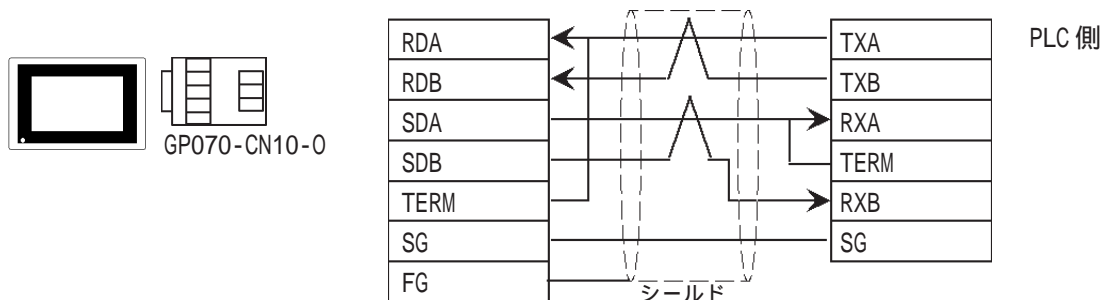 GP070-CN10-O
RDA
RDB
SDA
SDB
TERM
SG
FG
シールド
TXA
TXB
RXA
TERM
RXB
SG
PLC 側